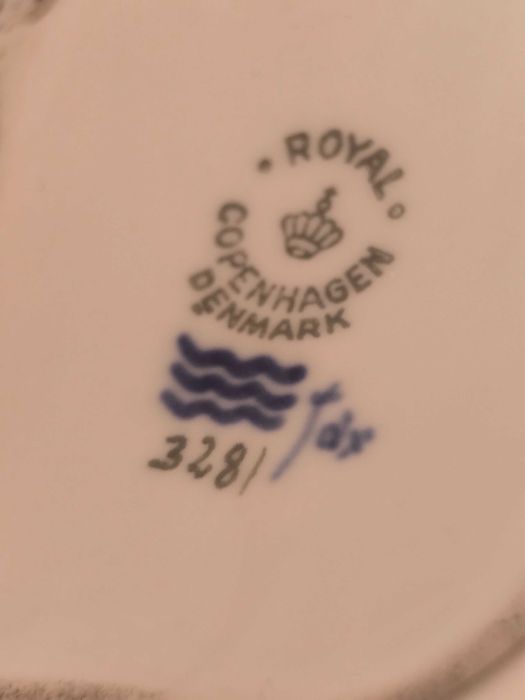 ROYAL
COPENHAGEN
DENMARK
3281